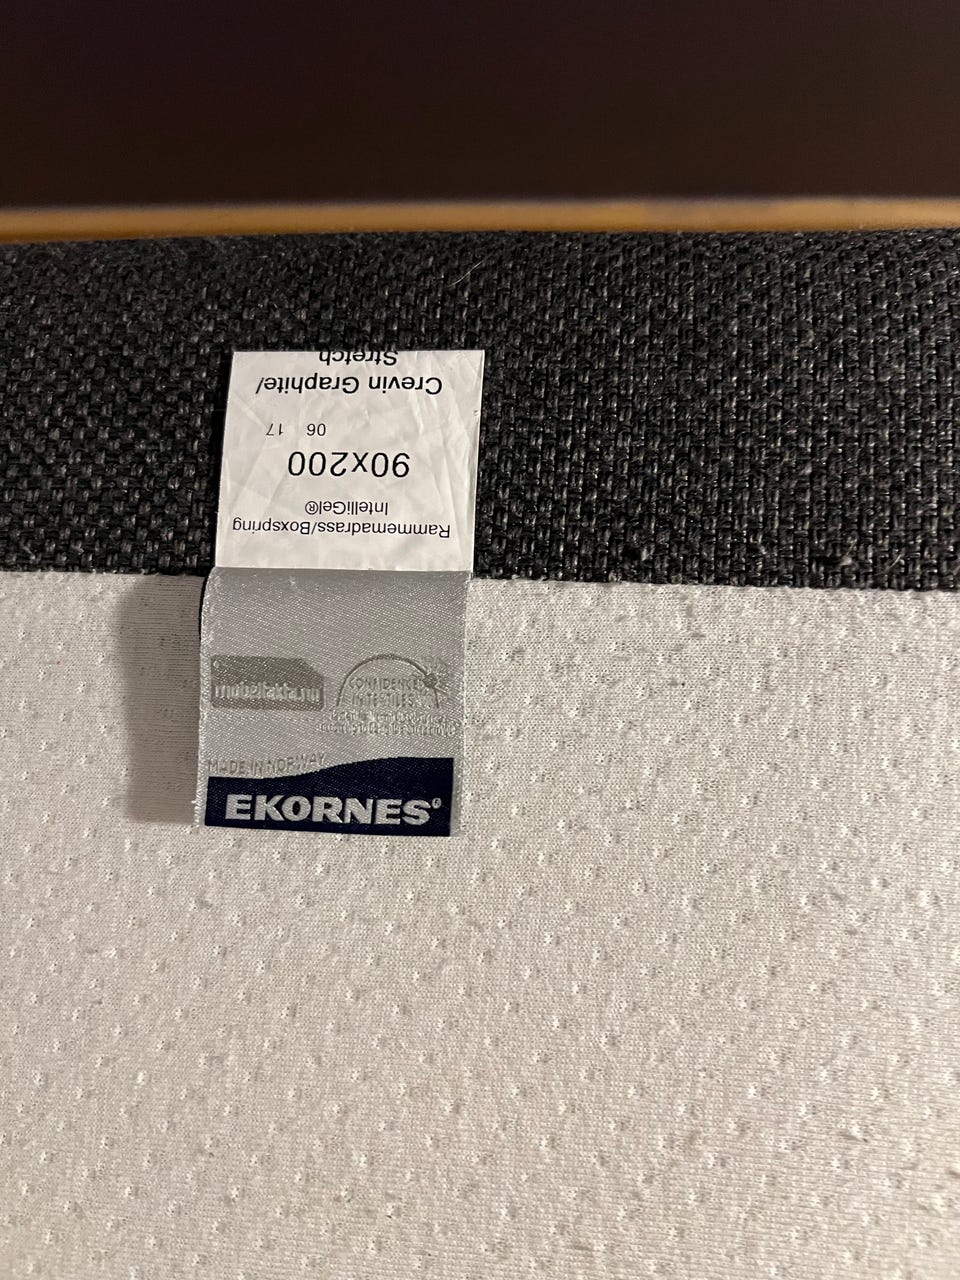 Rammemadrass/Boxspring
IntelliGel®
90x200
06 17
Crevin Graphite/
Stretch
møbelfakta.no
CONFIDENCE
IN TEXTILES
MADE IN NORWAY
EKORNES®